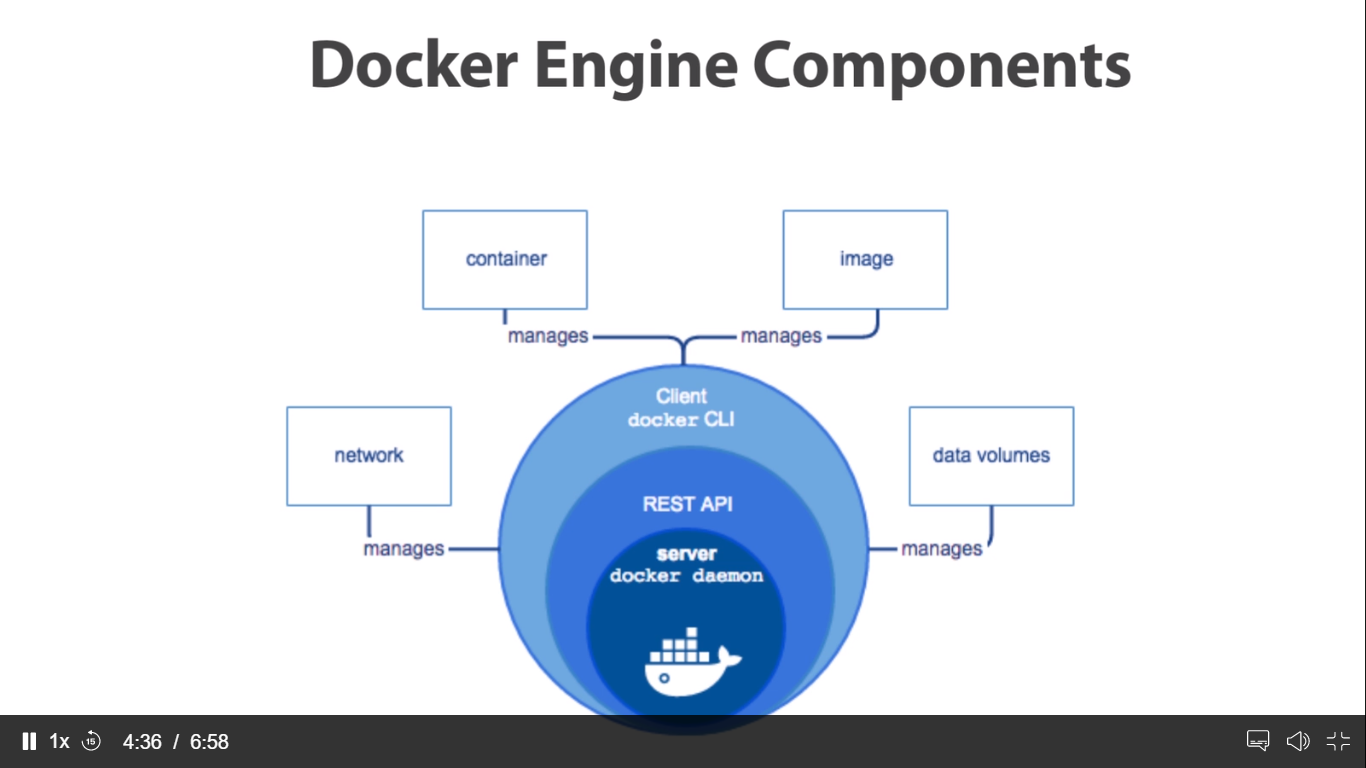 Docker Engine Components
container
image
manages
manages
Client
docker CLI
network
data volumes
REST API
manages
server
docker daemon
manages
1x
15
4:36 / 6:58